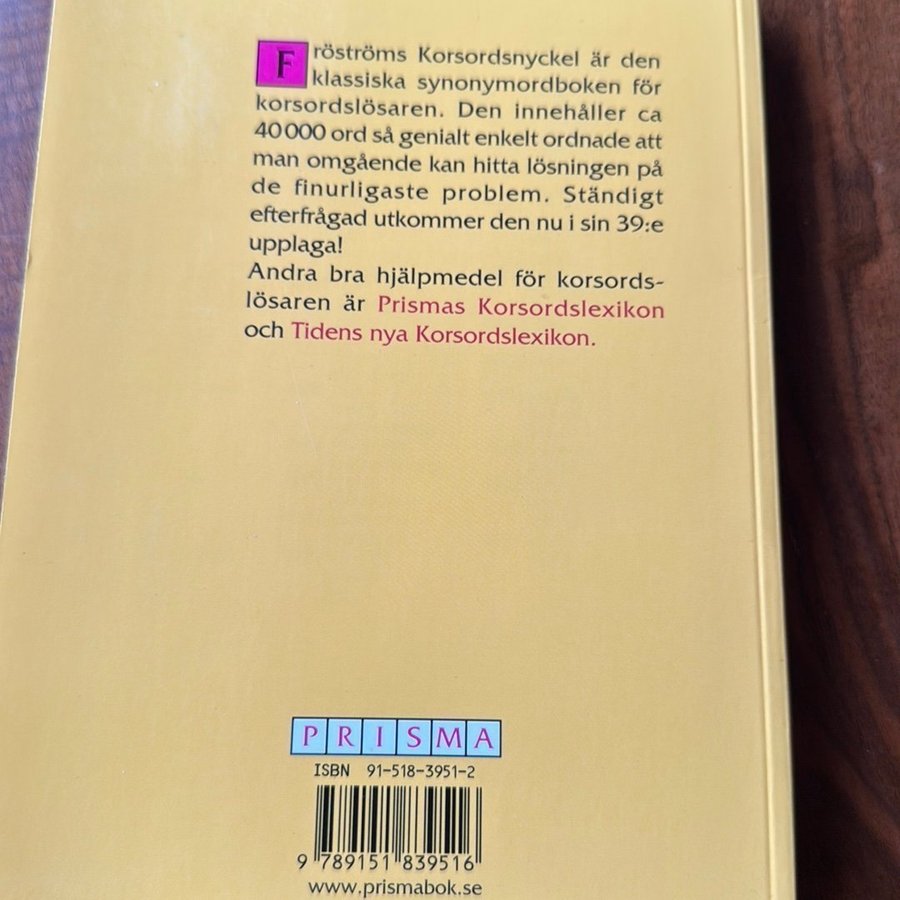 Fröströms Korsordsnyckel är den
klassiska synonymordboken för
korsordslösaren. Den innehåller ca
40 000 ord så genialt enkelt ordnade att
man omgående kan hitta lösningen på
de finurligaste problem. Ständigt
efterfrågad utkommer den nu i sin 39:e
upplaga!
Andra bra hjälpmedel för korsords-
lösaren är Prismas Korsordslexikon
och Tidens nya Korsordslexikon.
PRISMA
ISBN 91-518-3951-2
9 789151 839516
www.prismabok.se